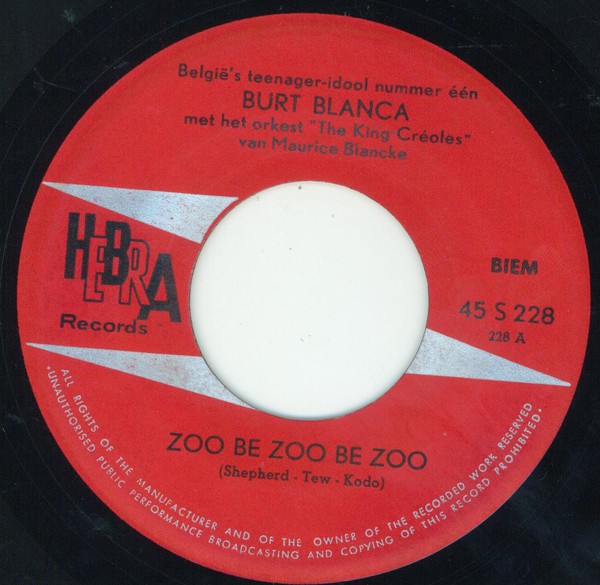 België's teenager-idool nummer één
BURT BLANCA
met het orkest "The King Créoles"
van Maurice Blancke
HEBRA
Records
BIEM
45 S 228
228 A
ZOO BE ZOO BE ZOO
(Shepherd - Tew - Kodo)
ALL RIGHTS OF THE MANUFACTURER AND OF THE OWNER OF THE RECORDED WORK RESERVED
•UNAUTHORISED PUBLIC PERFORMANCE BROADCASTING AND COPYING OF THIS RECORD PROHIBITED•